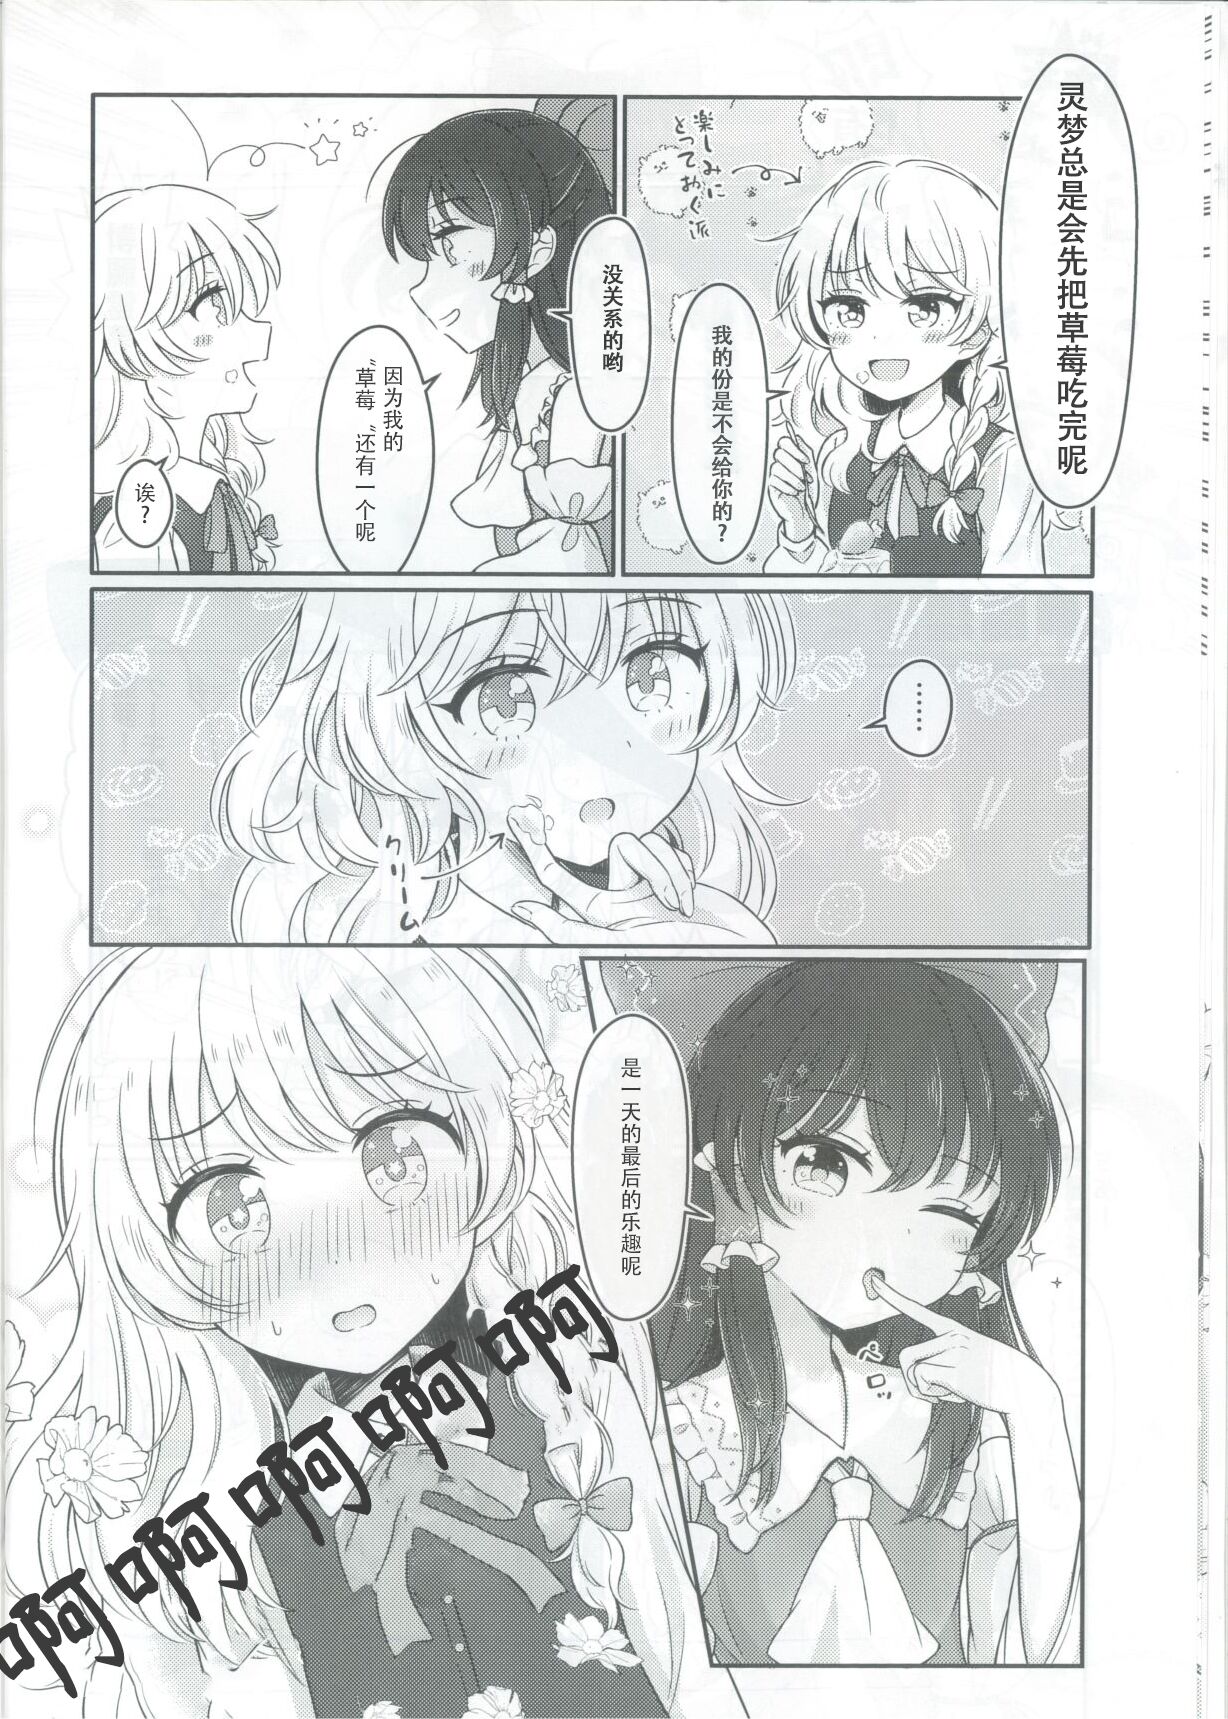 灵梦总是会先把草莓吃完呢
楽しみに
とっておく派
我的份是不会给你的?
没关系的哟
因为我的
"草莓"还有一个呢
诶?
……
クリーム
是一天的最后的乐趣呢
ペロッ
啊啊啊啊啊啊